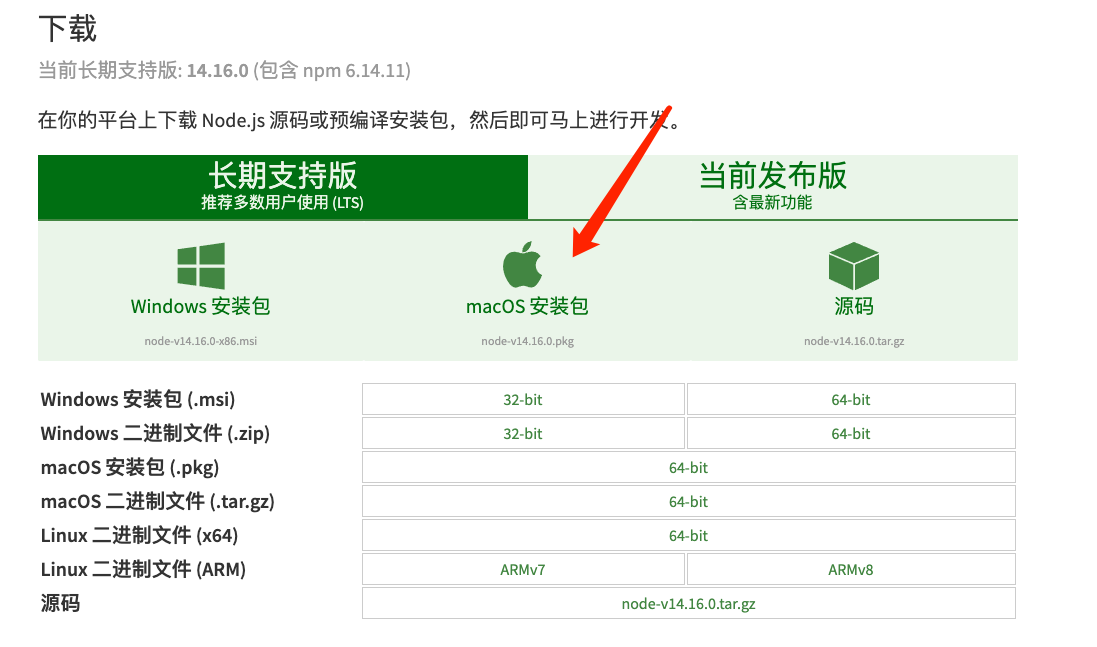 下载
当前长期支持版: 14.16.0 (包含 npm 6.14.11)
在你的平台上下载 Node.js 源码或预编译安装包，然后即可马上进行开发。
长期支持版
推荐多数用户使用 (LTS)
当前发布版
含最新功能
Windows 安装包
node-v14.16.0-x86.msi
macOS 安装包
node-v14.16.0.pkg
源码
node-v14.16.0.tar.gz
Windows 安装包 (.msi) 32-bit 64-bit
Windows 二进制文件 (.zip) 32-bit 64-bit
macOS 安装包 (.pkg) 64-bit
macOS 二进制文件 (.tar.gz) 64-bit
Linux 二进制文件 (x64) 64-bit
Linux 二进制文件 (ARM) ARMv7 ARMv8
源码 node-v14.16.0.tar.gz